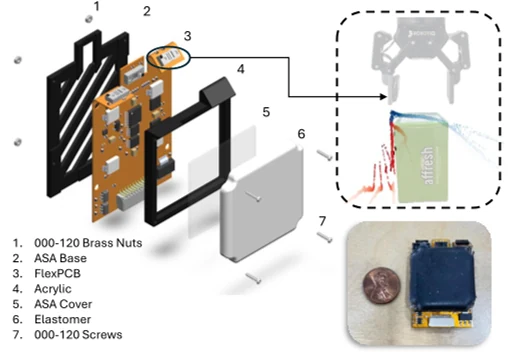 1
2
3
4
5
6
7
1. 000-120 Brass Nuts
2. ASA Base
3. FlexPCB
4. Acrylic
5. ASA Cover
6. Elastomer
7. 000-120 Screws
affresh